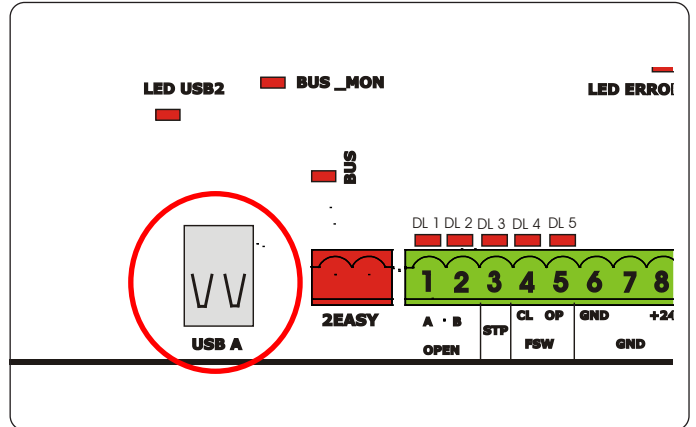 LED USB2
BUS _MON
LED ERRO
BUS
DL 1 DL 2 DL 3 DL 4 DL 5
1 2 3 4 5 6 7 8
2EASY
A · B
STP
CL OP
GND
+24
USB A
OPEN
FSW
GND